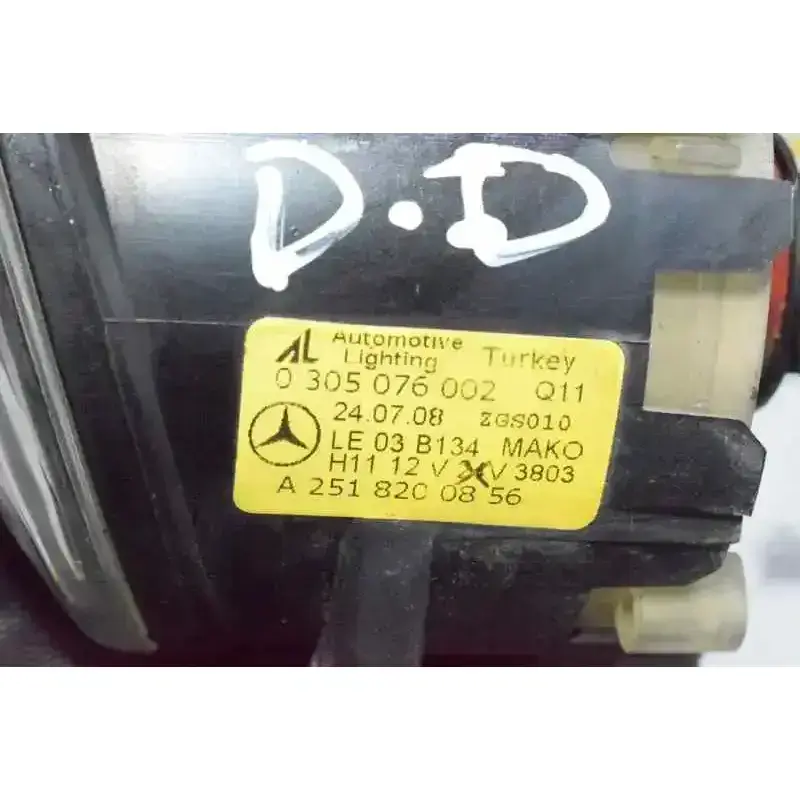 D.D
AL Automotive Lighting Turkey
0 305 076 002 Q11
24.07.08 ZGS010
LE 03 B134 MAKO
H11 12 V V 3803
A 251 820 08 56